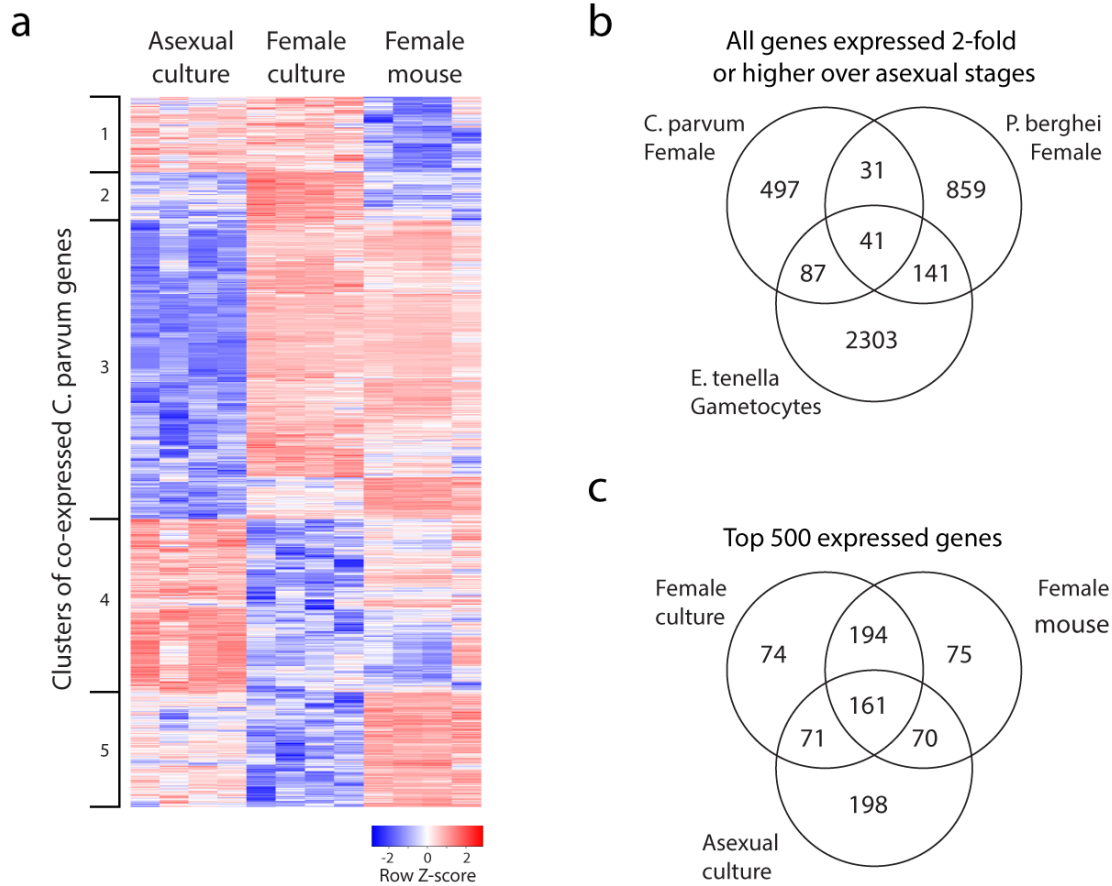 a
Asexual
culture
Female
culture
Female
mouse
Clusters of co-expressed C. parvum genes
1
2
3
4
5
-2
0
2
Row Z-score
b
All genes expressed 2-fold
or higher over asexual stages
C. parvum
Female
P. berghei
Female
497
31
859
41
87
141
2303
E. tenella
Gametocytes
c
Top 500 expressed genes
Female
culture
Female
mouse
194
74
75
161
71
70
198
Asexual
culture